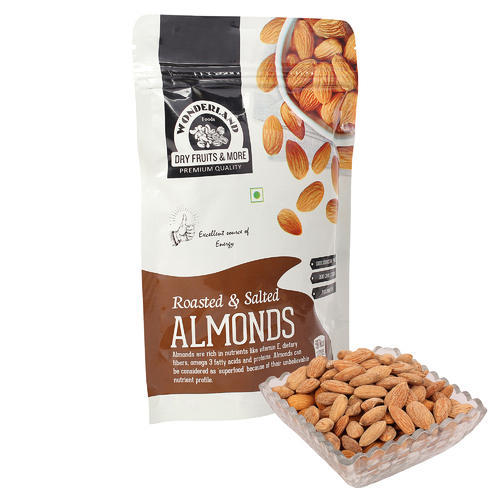 WONDERLAND
Foods
DRY FRUITS & MORE
PREMIUM QUALITY
Excellent source of
Energy
Roasted & Salted
ALMONDS
Almonds are rich in nutrients like vitamin E, dietary
fibers, omega 3 fatty acids and proteins. Almonds can
be considered as superfood because of their unbelievable
nutrient profile.